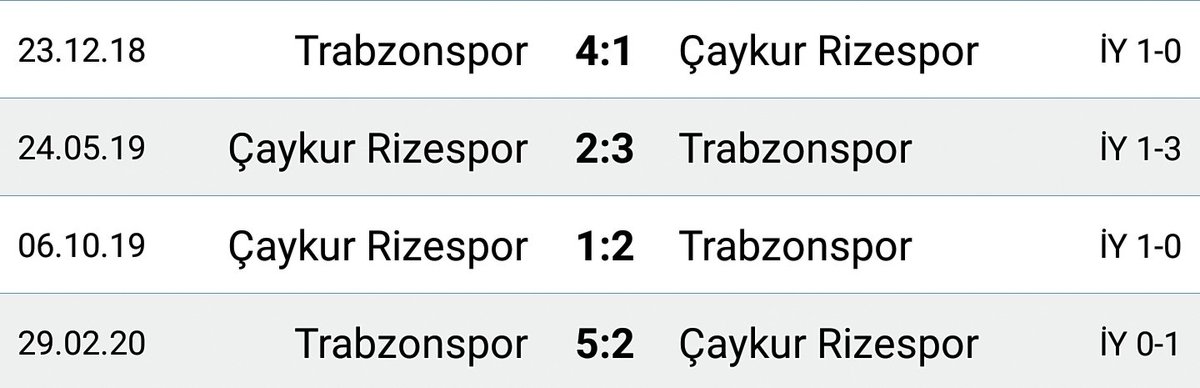 23.12.18 Trabzonspor 4:1 Çaykur Rizespor İY 1-0
24.05.19 Çaykur Rizespor 2:3 Trabzonspor İY 1-3
06.10.19 Çaykur Rizespor 1:2 Trabzonspor İY 1-0
29.02.20 Trabzonspor 5:2 Çaykur Rizespor İY 0-1